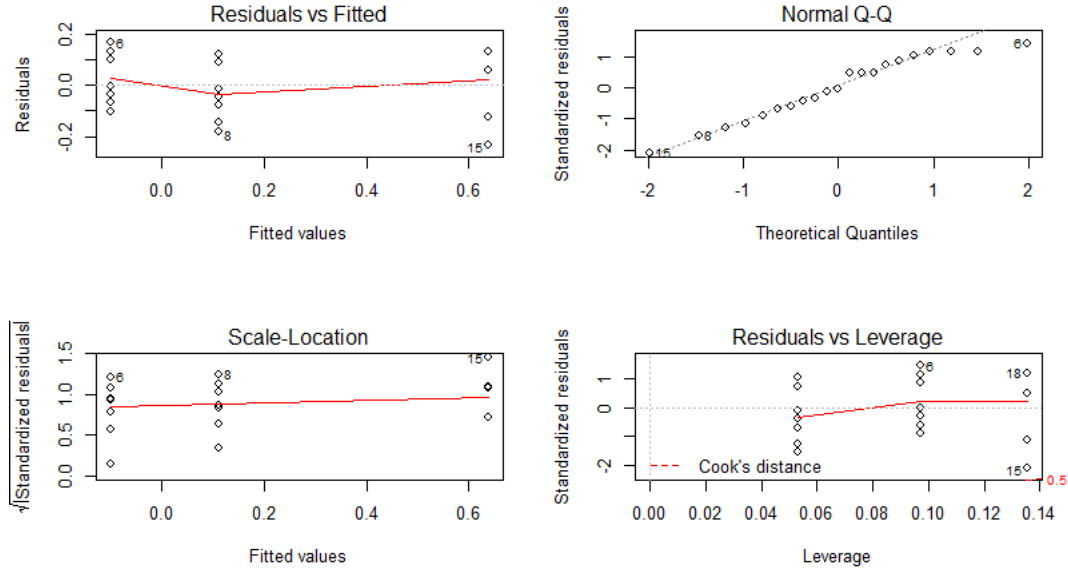 Residuals vs Fitted
Residuals
0.2
0.0
-0.2
6
8
15
0.0 0.2 0.4 0.6
Fitted values
Normal Q-Q
Standardized residuals
1
0
-1
-2
6
8
15
-2 -1 0 1 2
Theoretical Quantiles
Scale-Location
√|Standardized residuals|
1.5
1.0
0.5
0.0
6
8
15
0.0 0.2 0.4 0.6
Fitted values
Residuals vs Leverage
Standardized residuals
1
0
-2
6
18
15
Cook's distance
0.5
0.00 0.02 0.04 0.06 0.08 0.10 0.12 0.14
Leverage